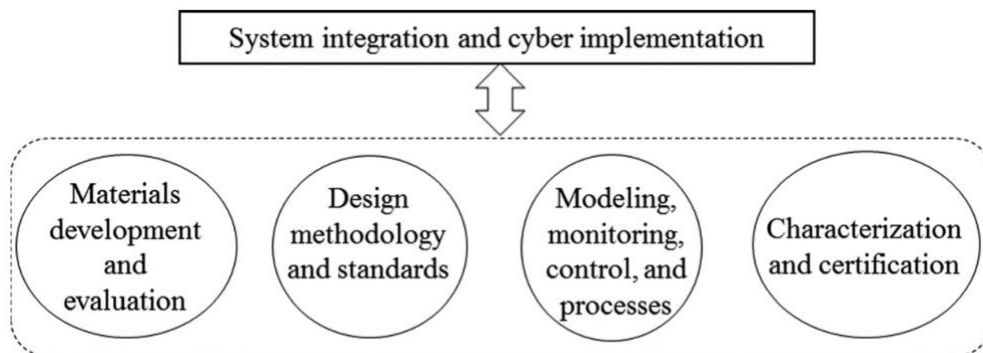 System integration and cyber implementation
Materials
development
and
evaluation
Design
methodology
and standards
Modeling,
monitoring,
control, and
processes
Characterization
and certification